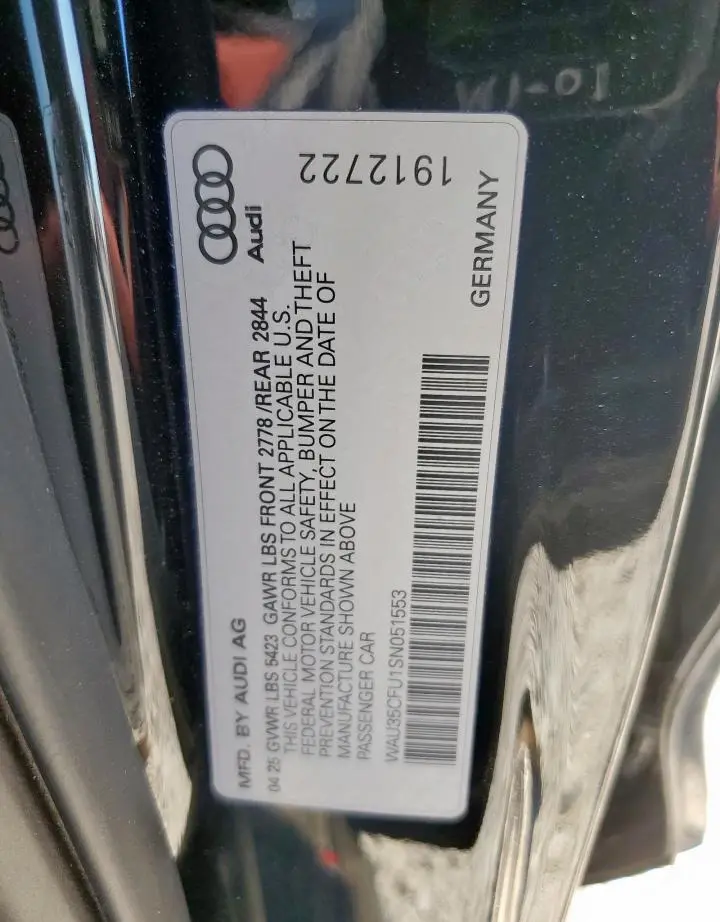 MFD. BY AUDI AG
Audi
04 25 GVWR LBS 5423 GAWR LBS FRONT 2778/REAR 2844
THIS VEHICLE CONFORMS TO ALL APPLICABLE U.S.
FEDERAL MOTOR VEHICLE SAFETY, BUMPER AND THEFT
PREVENTION STANDARDS IN EFFECT ON THE DATE OF
MANUFACTURE SHOWN ABOVE
PASSENGER CAR
WAU35CFU1SN051553
GERMANY
1912722